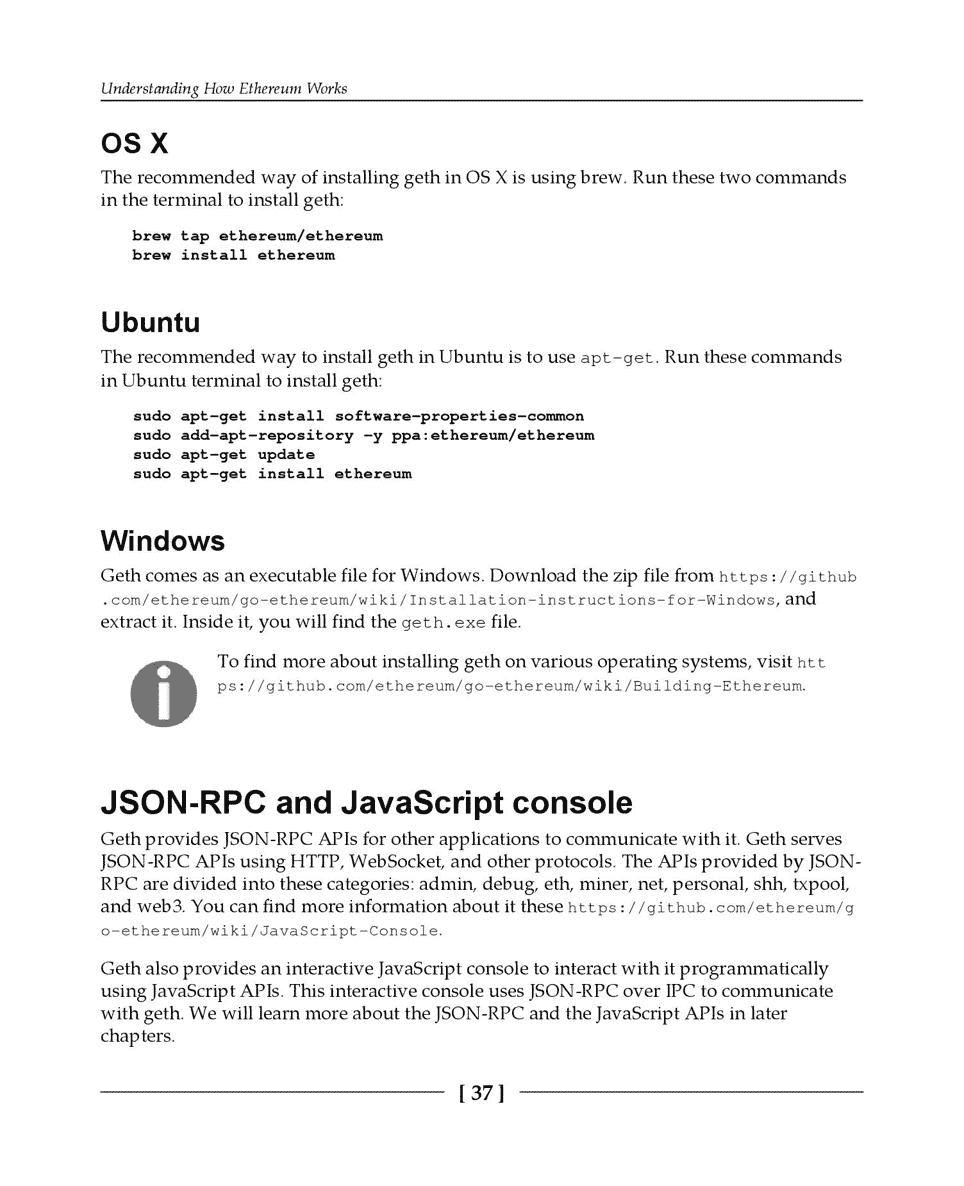 Understanding How Ethereum Works
OS X
The recommended way of installing geth in OS X is using brew. Run these two commands
in the terminal to install geth:
brew tap ethereum/ethereum
brew install ethereum
Ubuntu
The recommended way to install geth in Ubuntu is to use apt-get. Run these commands
in Ubuntu terminal to install geth:
sudo apt-get install software-properties-common
sudo add-apt-repository -y ppa:ethereum/ethereum
sudo apt-get update
sudo apt-get install ethereum
Windows
Geth comes as an executable file for Windows. Download the zip file from https://github
.com/ethereum/go-ethereum/wiki/Installation-instructions-for-Windows, and
extract it. Inside it, you will find the geth.exe file.
To find more about installing geth on various operating systems, visit htt
ps://github.com/ethereum/go-ethereum/wiki/Building-Ethereum.
JSON-RPC and JavaScript console
Geth provides JSON-RPC APIs for other applications to communicate with it. Geth serves
JSON-RPC APIs using HTTP, WebSocket, and other protocols. The APIs provided by JSON-
RPC are divided into these categories: admin, debug, eth, miner, net, personal, shh, txpool,
and web3. You can find more information about it these https://github.com/ethereum/g
o-ethereum/wiki/JavaScript-Console.
Geth also provides an interactive JavaScript console to interact with it programmatically
using JavaScript APIs. This interactive console uses JSON-RPC over IPC to communicate
with geth. We will learn more about the JSON-RPC and the JavaScript APIs in later
chapters.
[ 37 ]